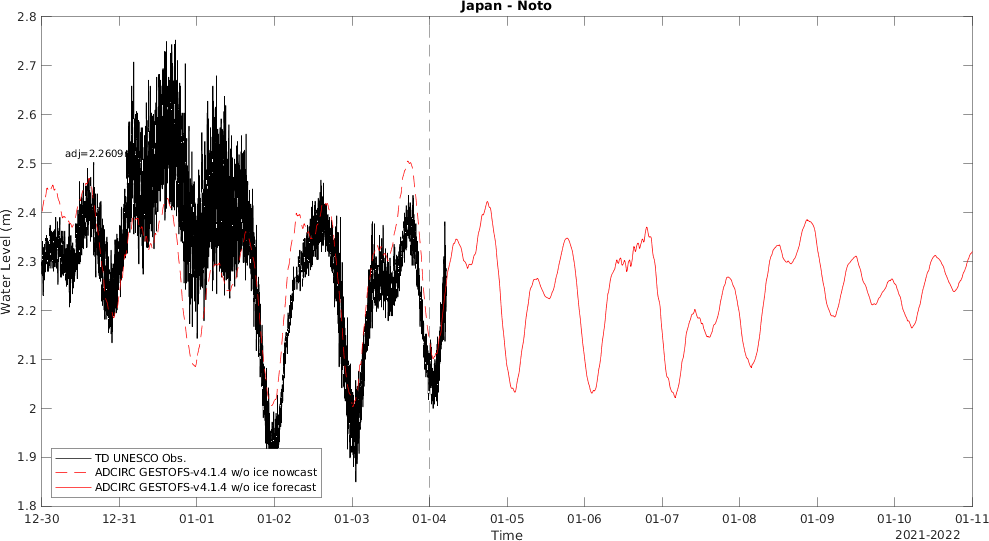 Japan - Noto
2.8
2.7
2.6
2.5
2.4
2.3
2.2
2.1
2
1.9
1.8
Water Level (m)
adj=2.2609
TD UNESCO Obs.
ADCIRC GESTOFS-v4.1.4 w/o ice nowcast
ADCIRC GESTOFS-v4.1.4 w/o ice forecast
12-30 12-31 01-01 01-02 01-03 01-04 01-05 01-06 01-07 01-08 01-09 01-10 01-11
Time
2021-2022